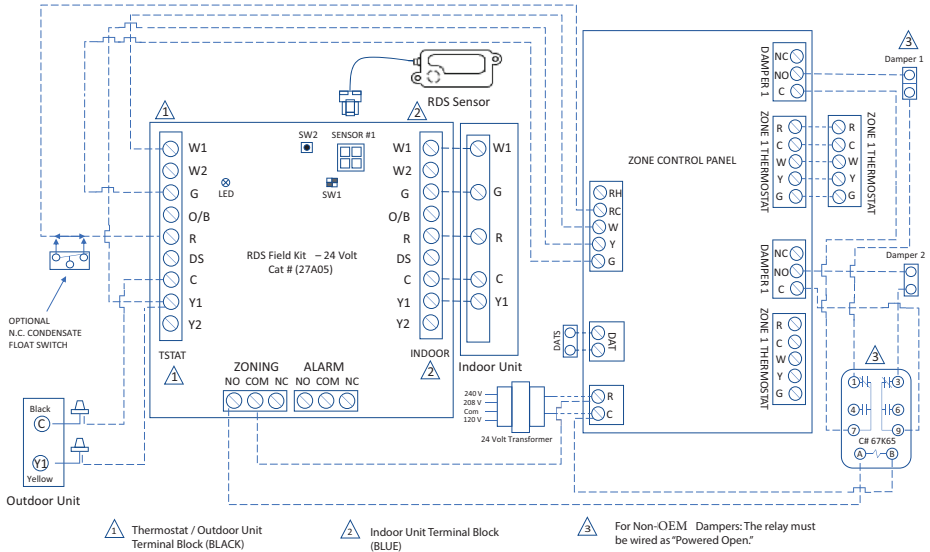 RDS Sensor
1
2
SW2
SENSOR #1
LED
SW1
W1
W2
G
O/B
R
DS
C
Y1
Y2
TSTAT
1
RDS Field Kit – 24 Volt
Cat # (27A05)
W1
W2
G
O/B
R
DS
C
Y1
Y2
INDOOR
2
W1
G
R
C
Y1
Indoor Unit
ZONING
NO COM NC
ALARM
NO COM NC
OPTIONAL
N.C. CONDENSATE
FLOAT SWITCH
Black
C
Y1
Yellow
Outdoor Unit
240 V
208 V
Com
120 V
24 Volt Transformer
ZONE CONTROL PANEL
RH
RC
W
Y
G
DATS
DAT
R
C
DAMPER 1
NC
NO
C
ZONE 1 THERMOSTAT
R
C
W
Y
G
R
C
W
Y
G
ZONE 1 THERMOSTAT
DAMPER 1
NC
NO
C
ZONE 1 THERMOSTAT
R
C
W
Y
G
3
Damper 1
Damper 2
3
1
3
4
6
7
9
C# 67K65
A
B
1
Thermostat / Outdoor Unit
Terminal Block (BLACK)
2
Indoor Unit Terminal Block
(BLUE)
3
For Non-OEM Dampers: The relay must
be wired as “Powered Open.”